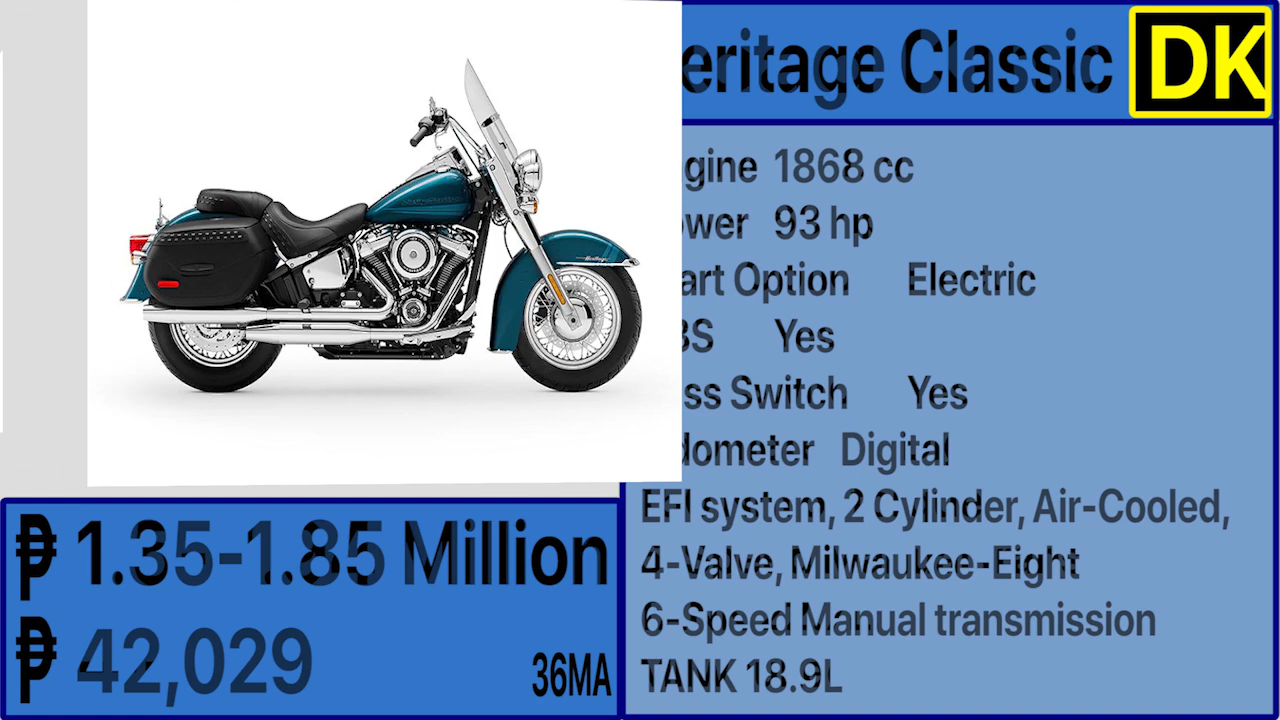 eritage Classic DK
gine 1868 cc
wer 93 hp
art Option Electric
BS Yes
ss Switch Yes
dometer Digital
EFI system, 2 Cylinder, Air-Cooled,
4-Valve, Milwaukee-Eight
6-Speed Manual transmission
TANK 18.9L
₱ 1.35-1.85 Million
₱ 42,029 36MA